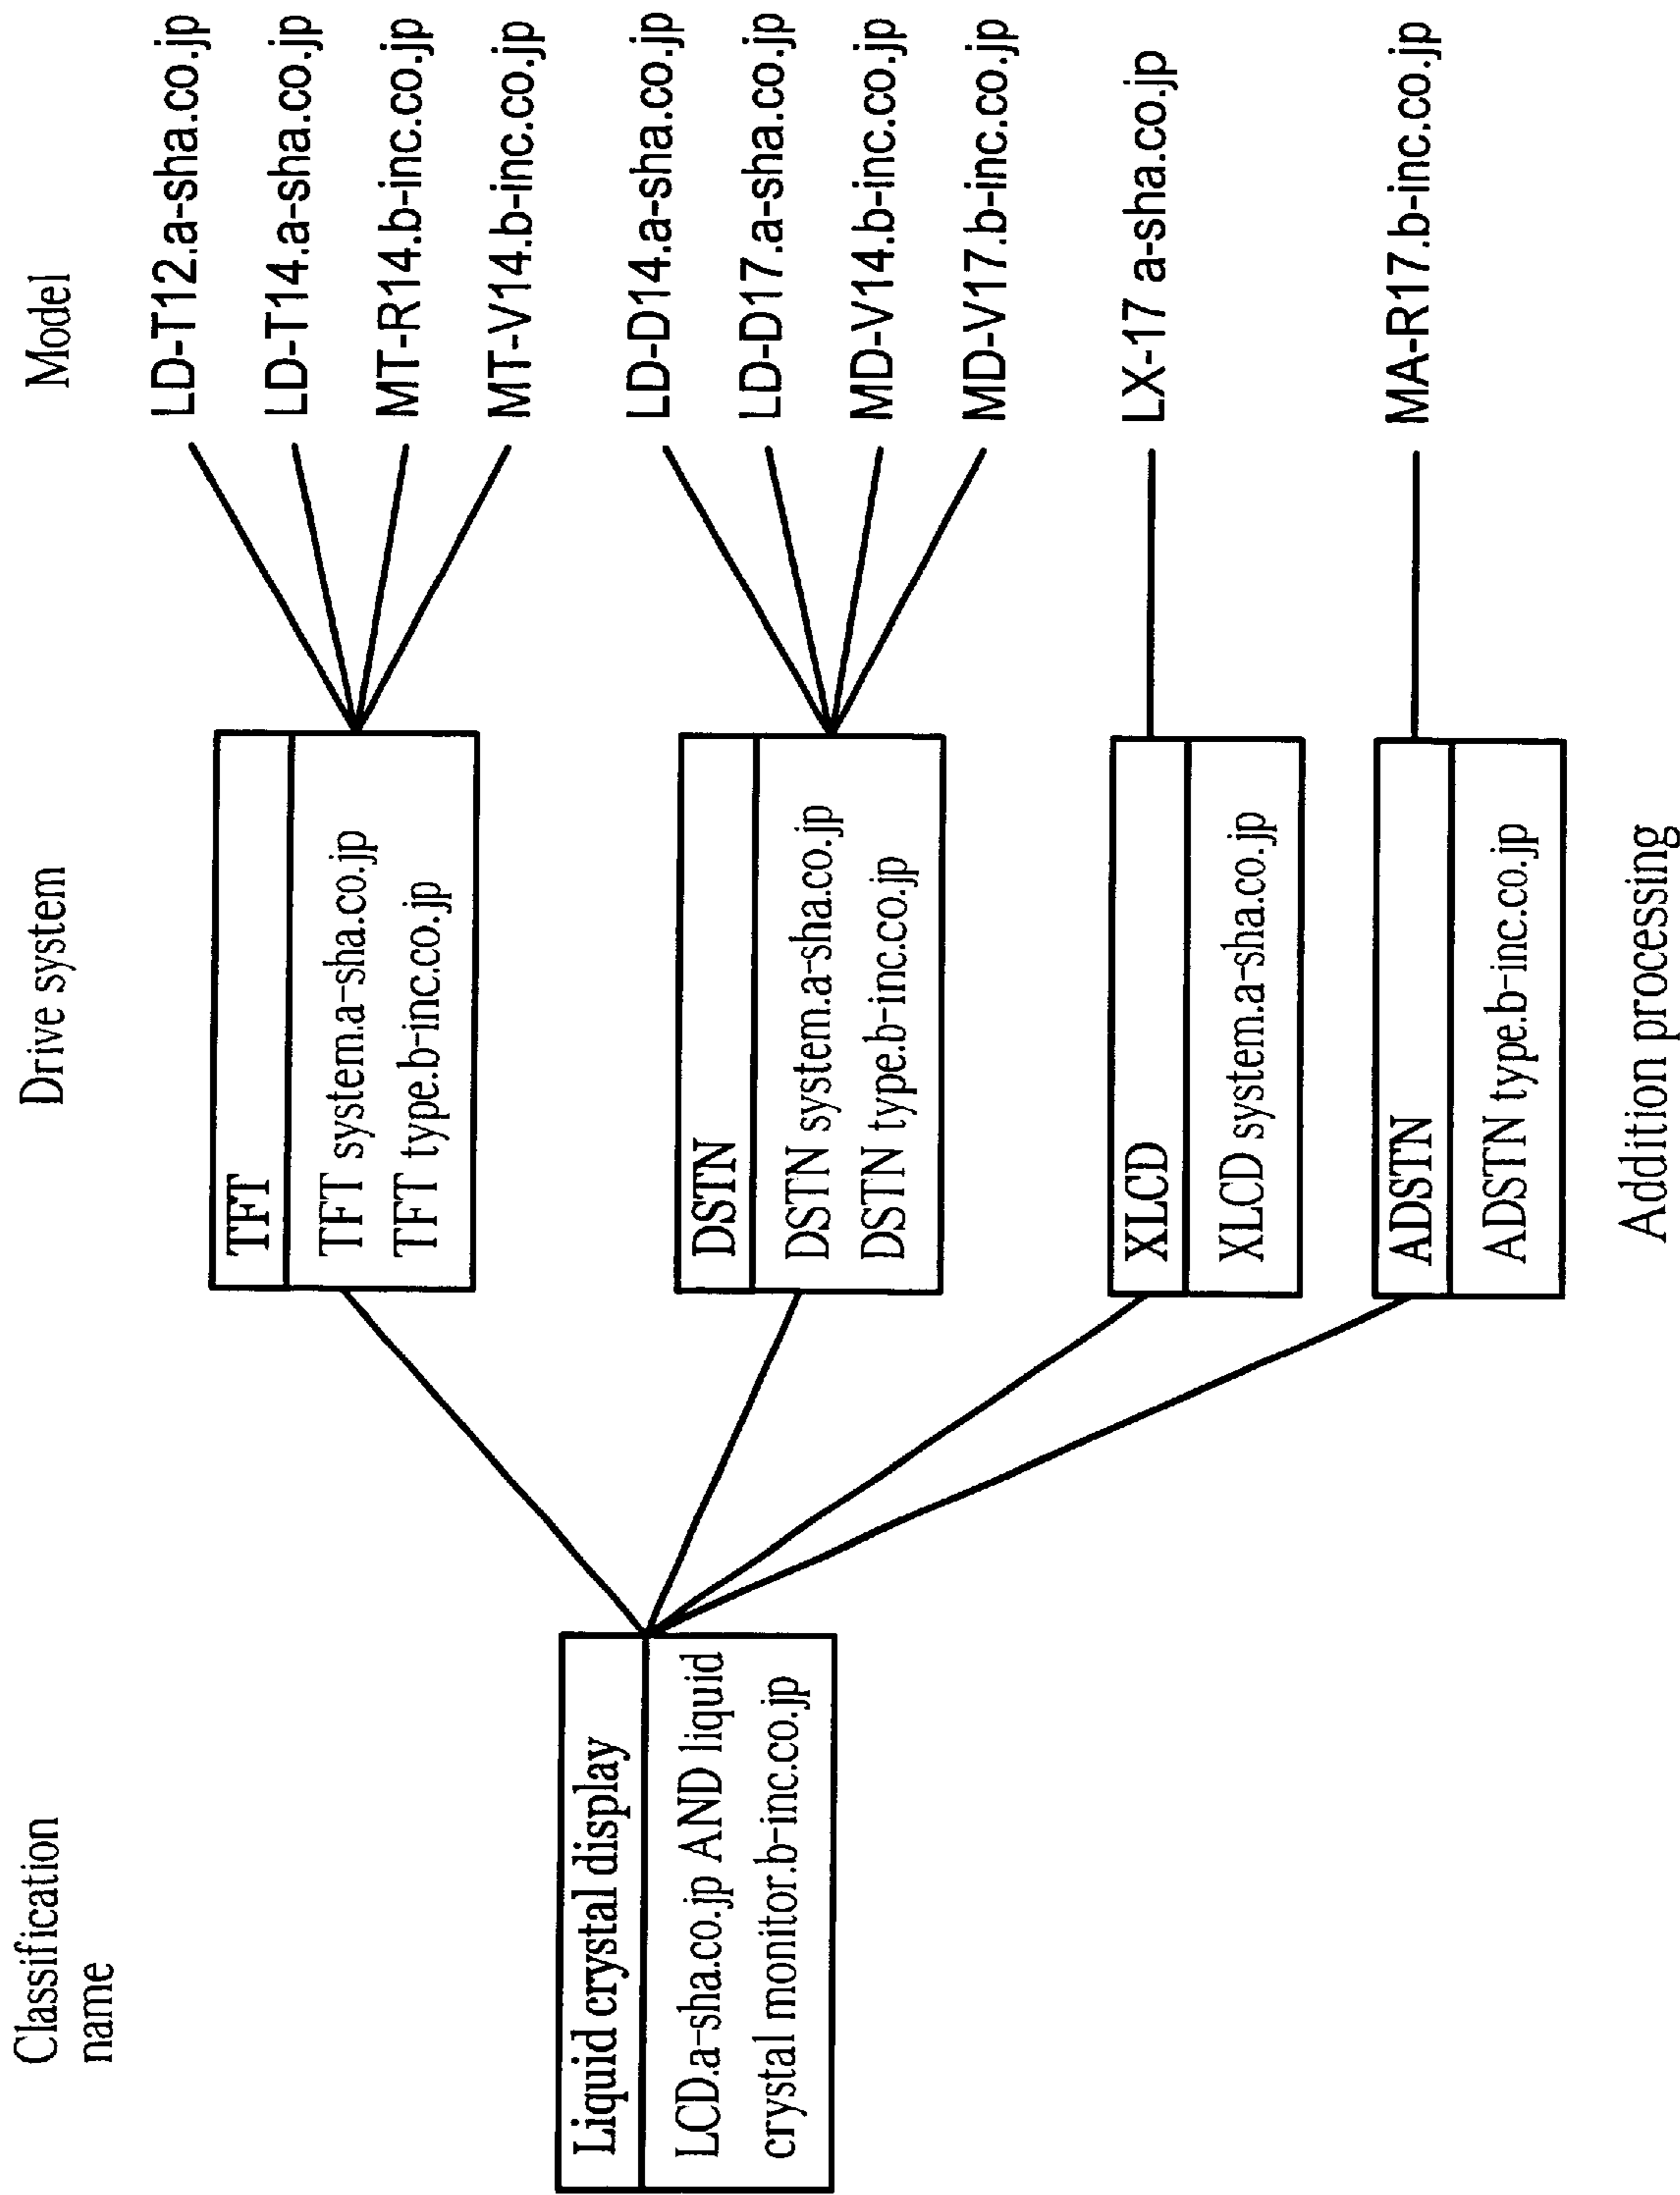 Classification
name
Drive system
Model
Liquid crystal display
LCD.a-sha.co.jp AND liquid
crystal monitor.b-inc.co.jp
TFT
TFT system.a-sha.co.jp
TFT type.b-inc.co.jp
LD-T12.a-sha.co.jp
LD-T14.a-sha.co.jp
MT-R14.b-inc.co.jp
MT-V14.b-inc.co.jp
DSTN
DSTN system.a-sha.co.jp
DSTN type.b-inc.co.jp
LD-D14.a-sha.co.jp
LD-D17.a-sha.co.jp
MD-V14.b-inc.co.jp
MD-V17.b-inc.co.jp
XLCD
XLCD system.a-sha.co.jp
LX-17 a-sha.co.jp
ADSTN
ADSTN type.b-inc.co.jp
MA-R17.b-inc.co.jp
Addition processing